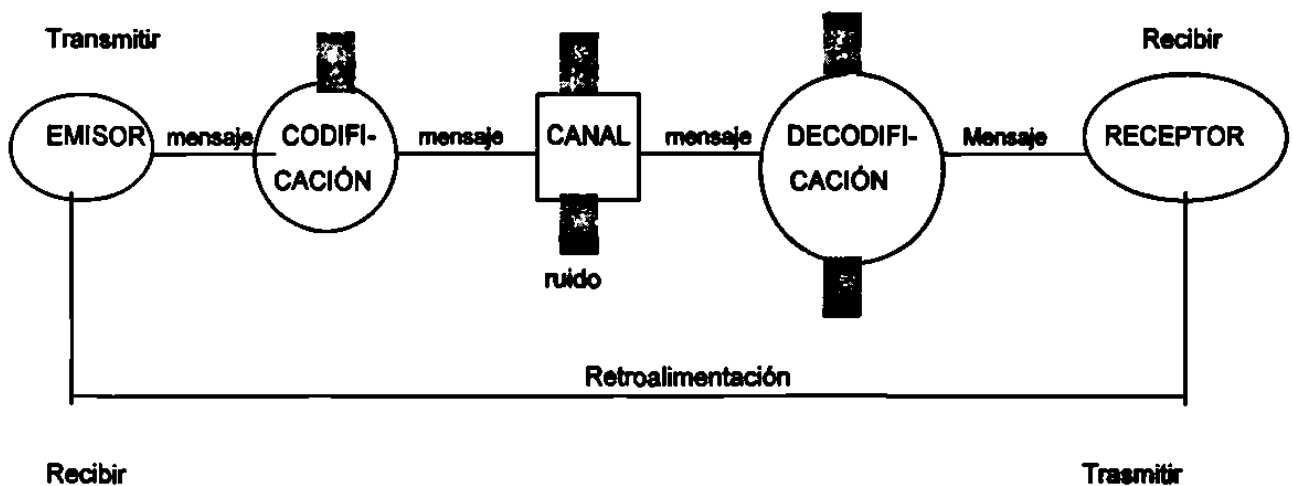 Transmitir
Recibir
EMISOR
mensaje
CODIFI-
CACIÓN
mensaje
CANAL
mensaje
DECODIFI-
CACIÓN
Mensaje
RECEPTOR
ruido
Retroalimentación
Recibir
Trasmitir